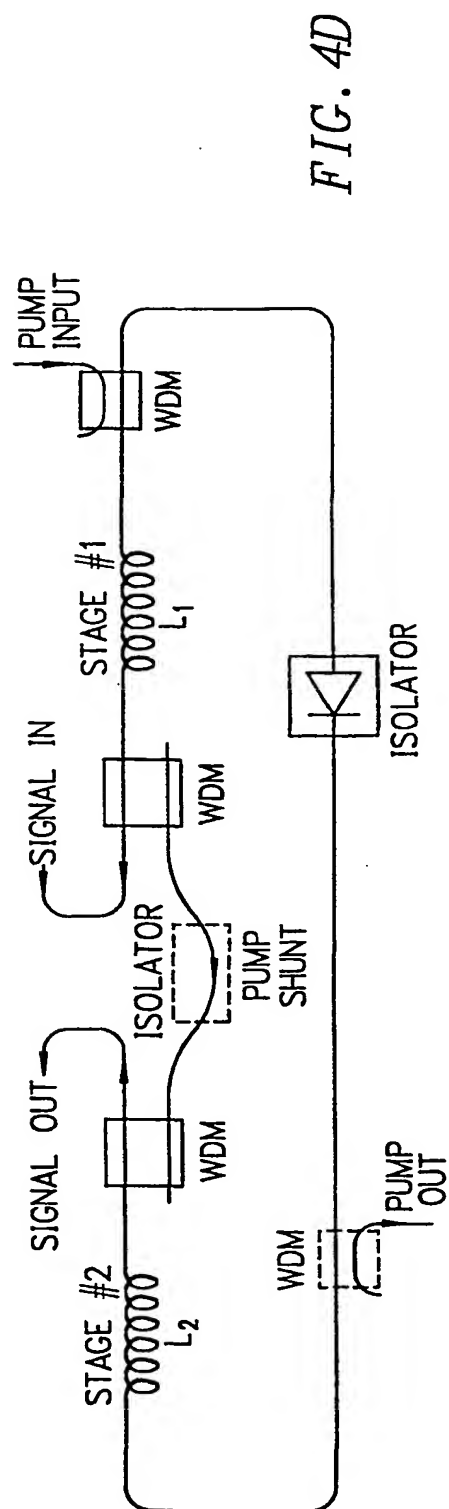 SIGNAL OUT
SIGNAL IN
PUMP
INPUT
STAGE #2
L2
WDM
ISOLATOR
PUMP
SHUNT
WDM
STAGE #1
L1
WDM
WDM
PUMP
OUT
ISOLATOR
FIG. 4D